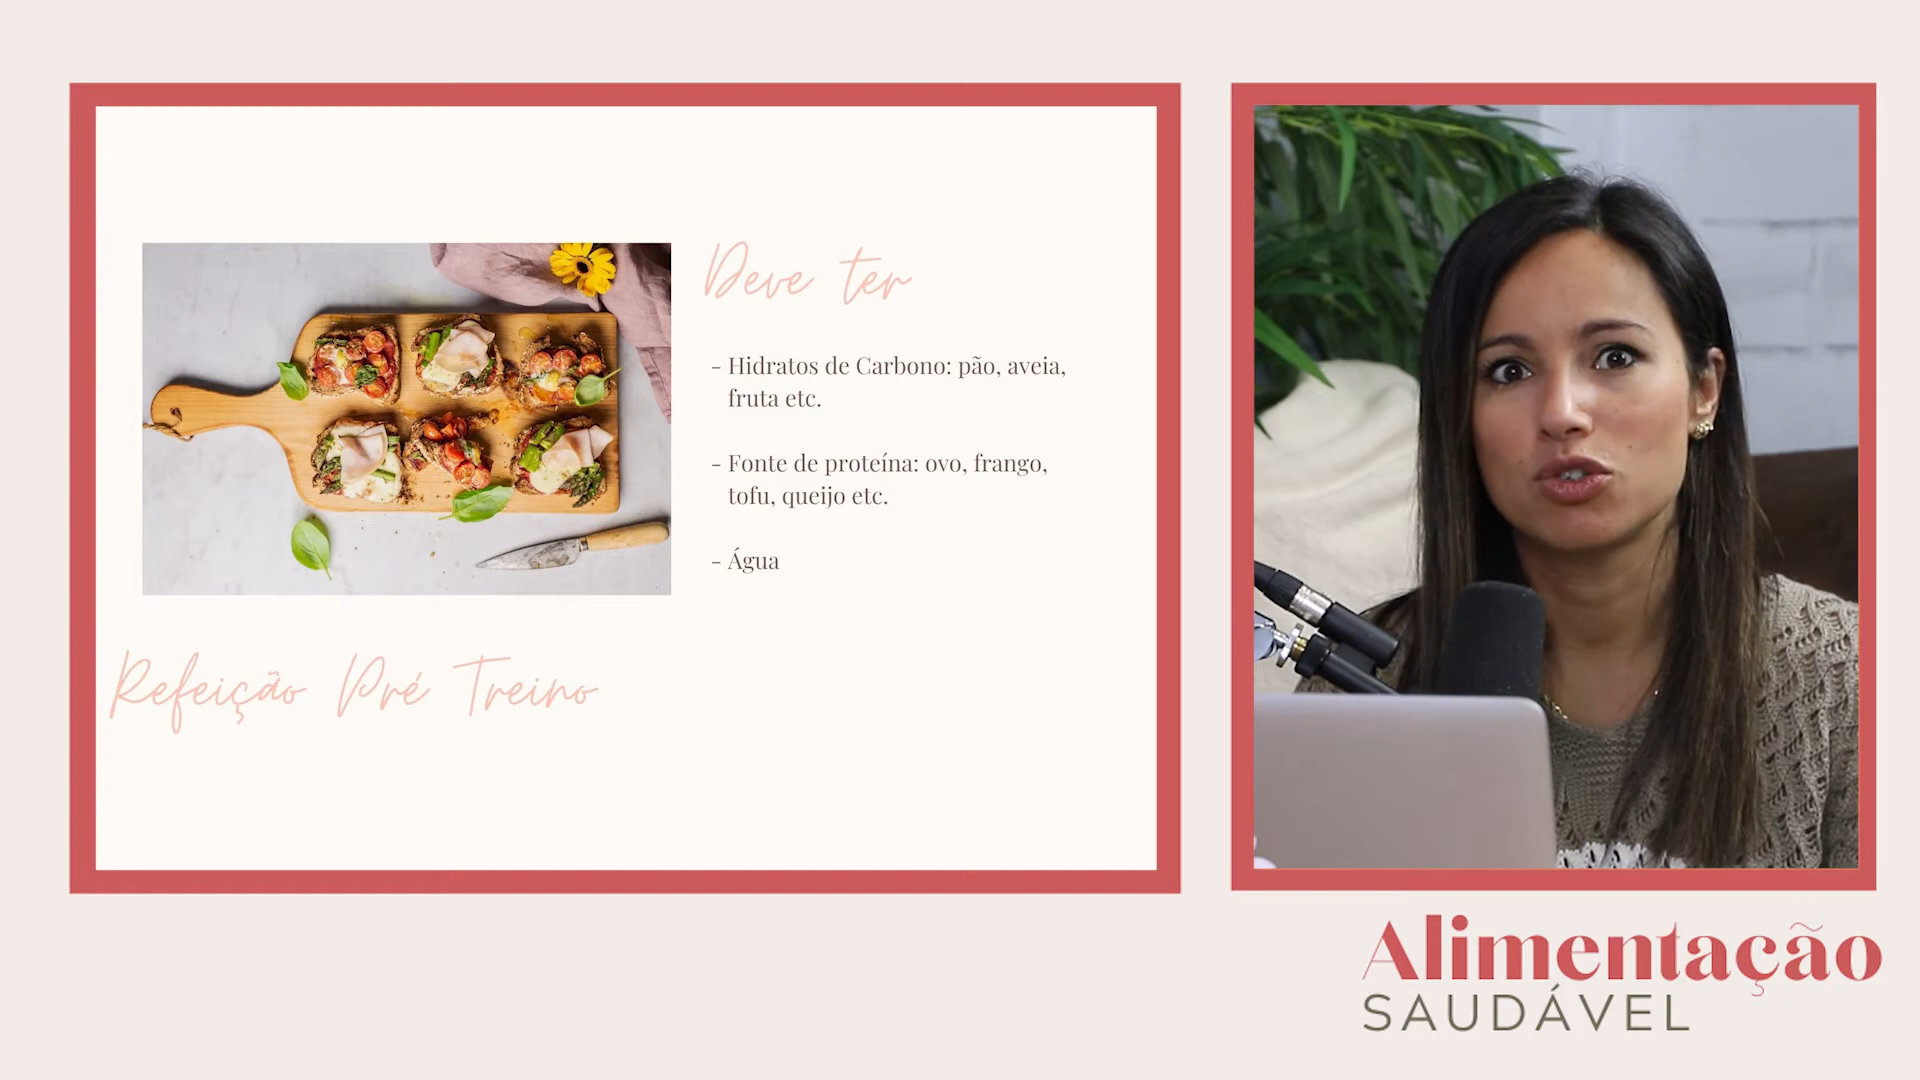 Deve ter
- Hidratos de Carbono: pão, aveia,
fruta etc.
- Fonte de proteína: ovo, frango,
tofu, queijo etc.
- Água
Refeição Pré Treino
Alimentação
SAUDÁVEL